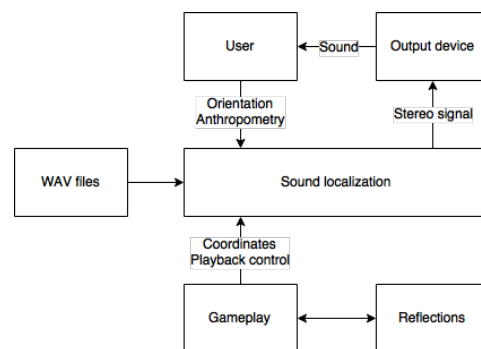 User
Sound
Output device
Orientation
Anthropometry
Stereo signal
WAV files
Sound localization
Coordinates
Playback control
Gameplay
Reflections